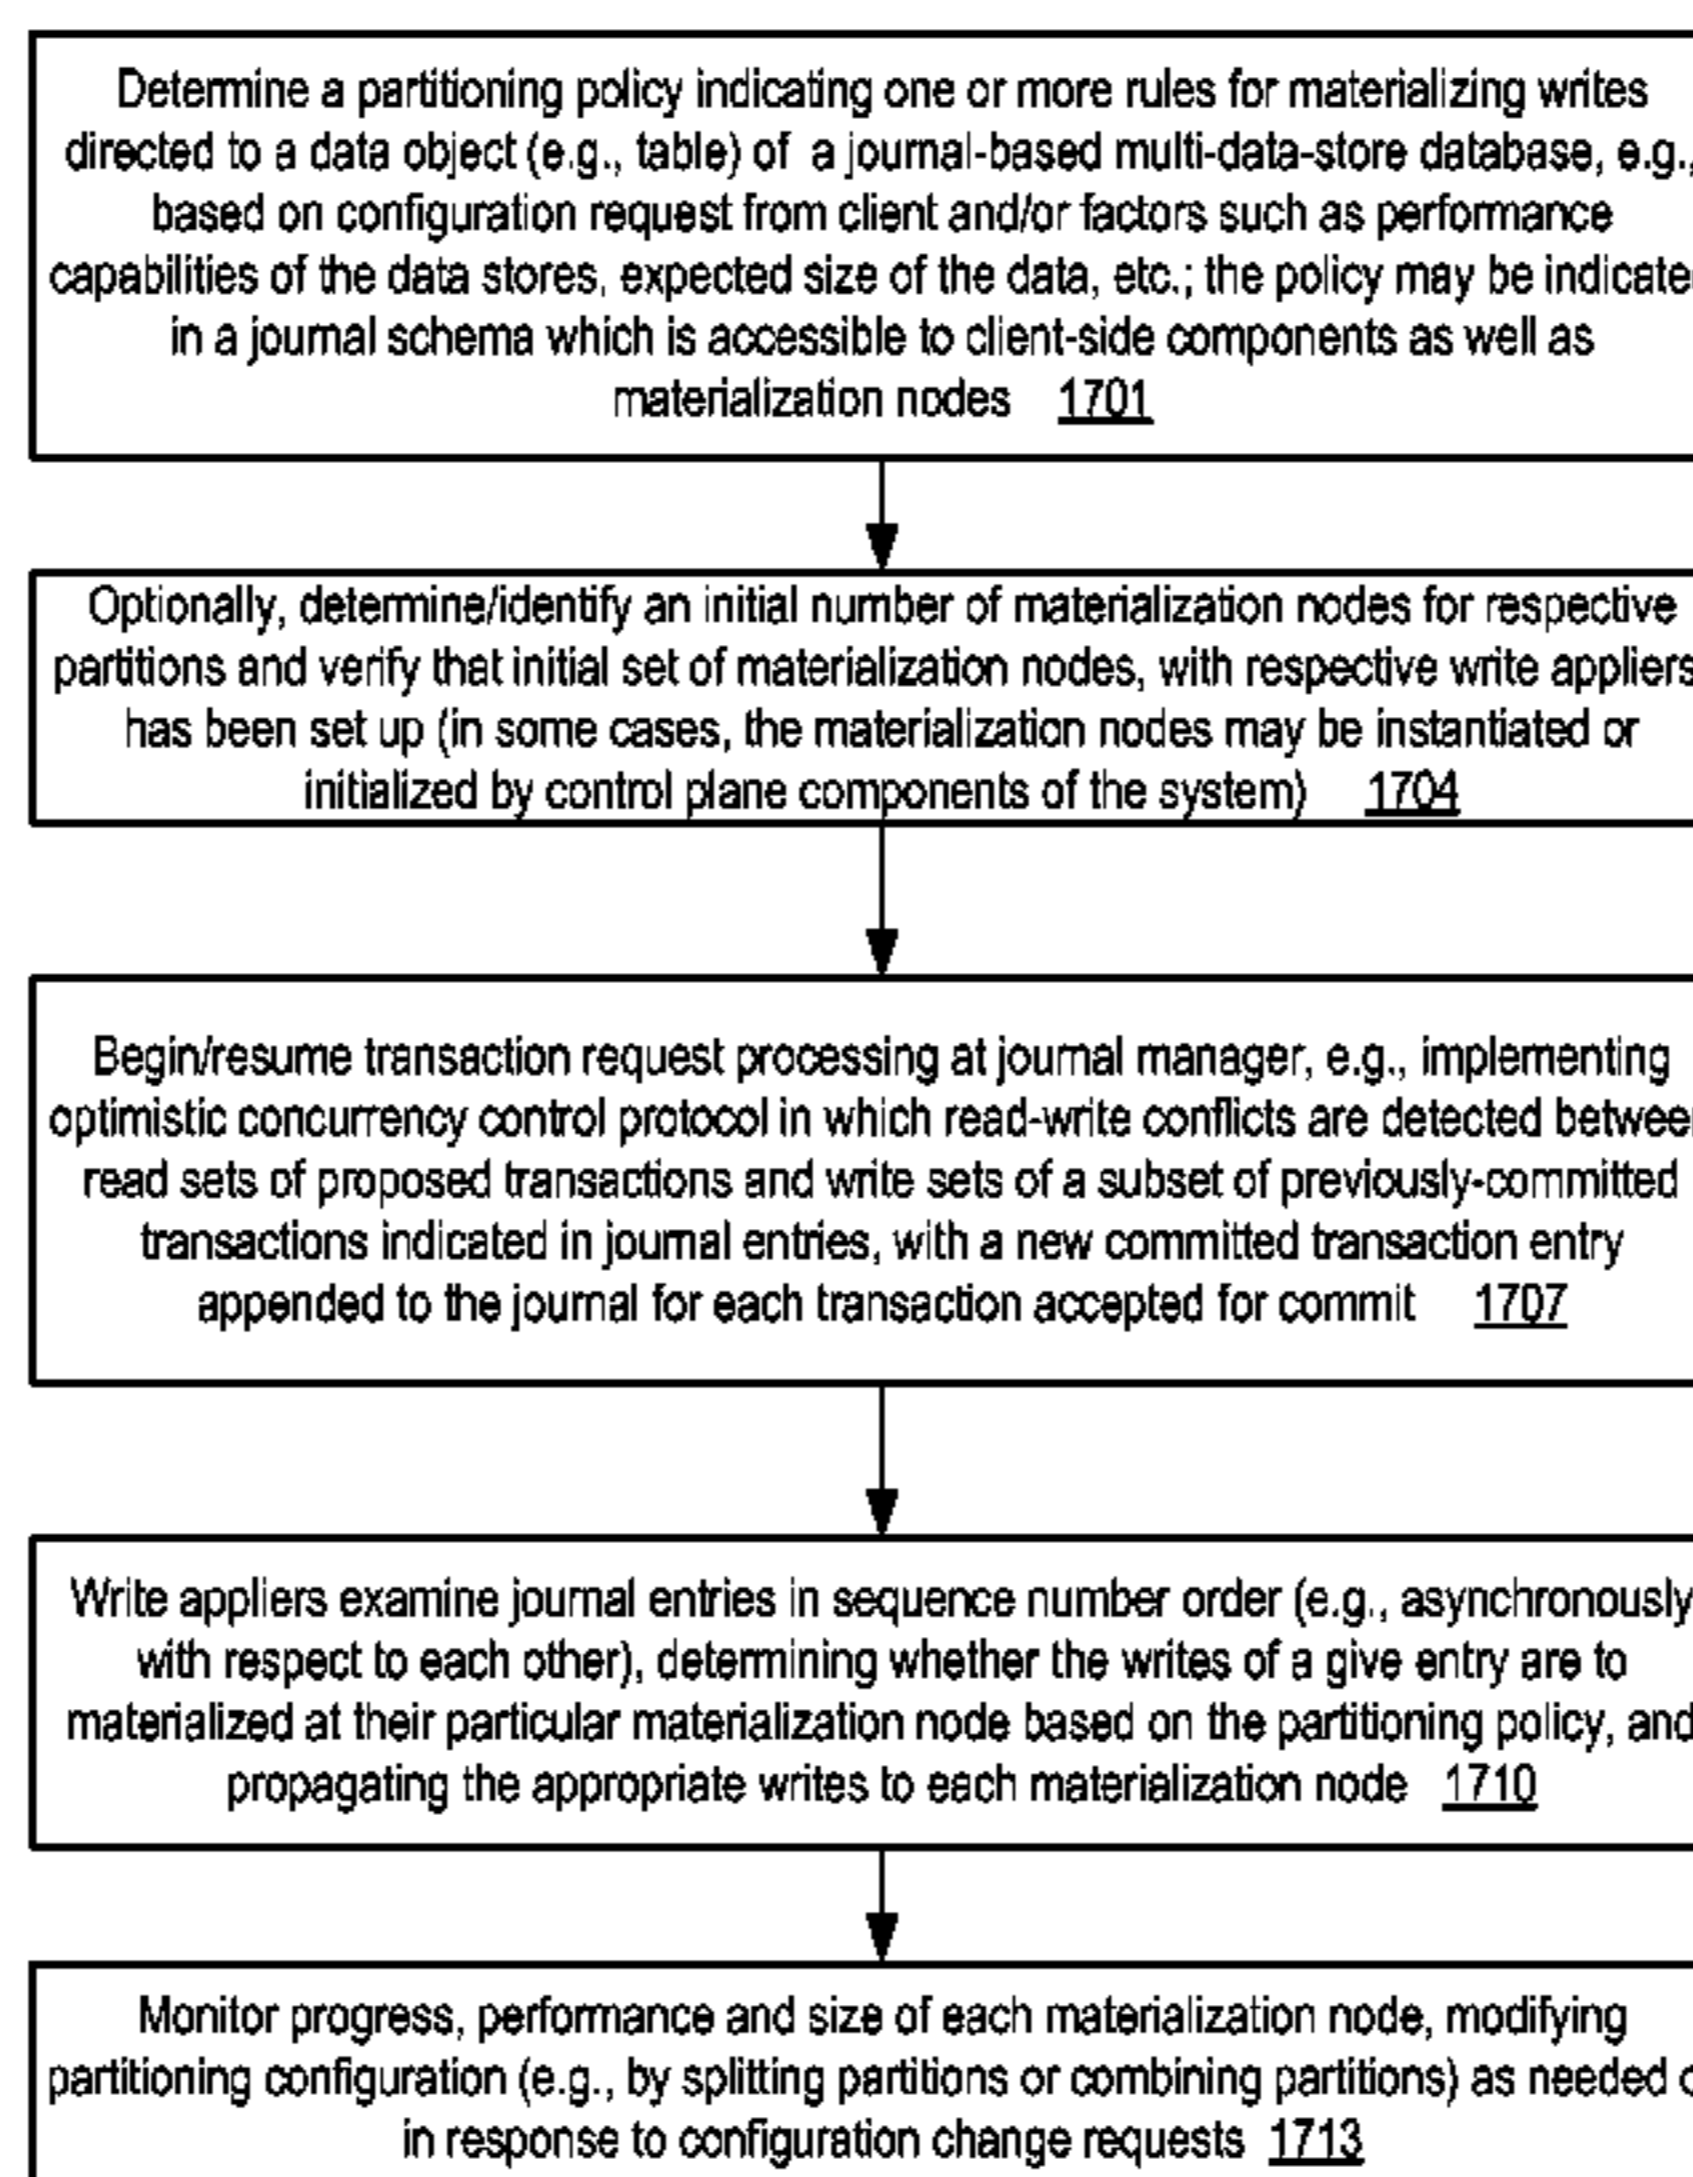 Determine a partitioning policy indicating one or more rules for materializing writes
directed to a data object (e.g., table) of a journal-based multi-data-store database, e.g.,
based on configuration request from client and/or factors such as performance
capabilities of the data stores, expected size of the data, etc.; the policy may be indicate
in a journal schema which is accessible to client-side components as well as
materialization nodes 1701
Optionally, determine/identify an initial number of materialization nodes for respective
partitions and verify that initial set of materialization nodes, with respective write appliers
has been set up (in some cases, the materialization nodes may be instantiated or
initialized by control plane components of the system) 1704
Begin/resume transaction request processing at journal manager, e.g., implementing
optimistic concurrency control protocol in which read-write conflicts are detected between
read sets of proposed transactions and write sets of a subset of previously-committed
transactions indicated in journal entries, with a new committed transaction entry
appended to the journal for each transaction accepted for commit 1707
Write appliers examine journal entries in sequence number order (e.g., asynchronously
with respect to each other), determining whether the writes of a give entry are to
materialized at their particular materialization node based on the partitioning policy, and
propagating the appropriate writes to each materialization node 1710
Monitor progress, performance and size of each materialization node, modifying
partitioning configuration (e.g., by splitting partitions or combining partitions) as needed
in response to configuration change requests 1713